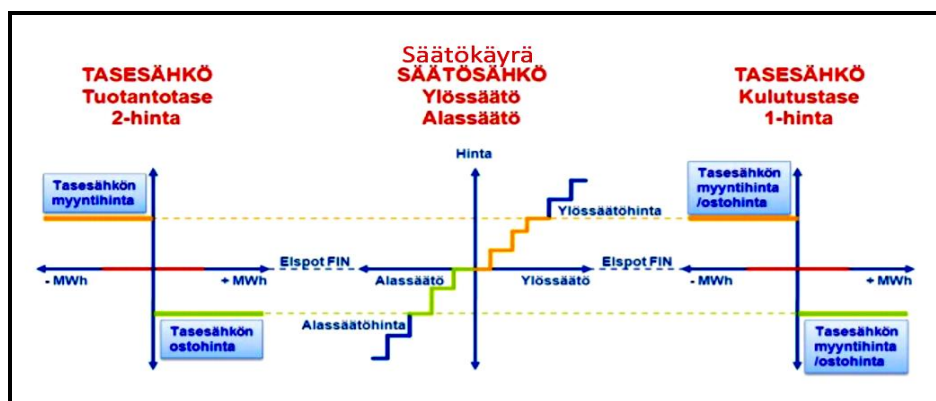 Säätökäyrä
TASESÄHKÖ
Tuotantotase
2-hinta
SÄÄTÖSÄHKÖ
Ylössäätö
Alassäätö
TASESÄHKÖ
Kulutustase
1-hinta
Tasesähkön
myyntihinta
Hinta
Ylössäätöhinta
Tasesähkön
myyntihinta
/ostohinta
- MWh
+ MWh
Elspot FIN
Alassäätö
Ylössäätö
Elspot FIN
- MWh
+ MWh
Tasesähkön
ostohinta
Alassäätöhinta
Tasesähkön
myyntihinta
/ostohinta